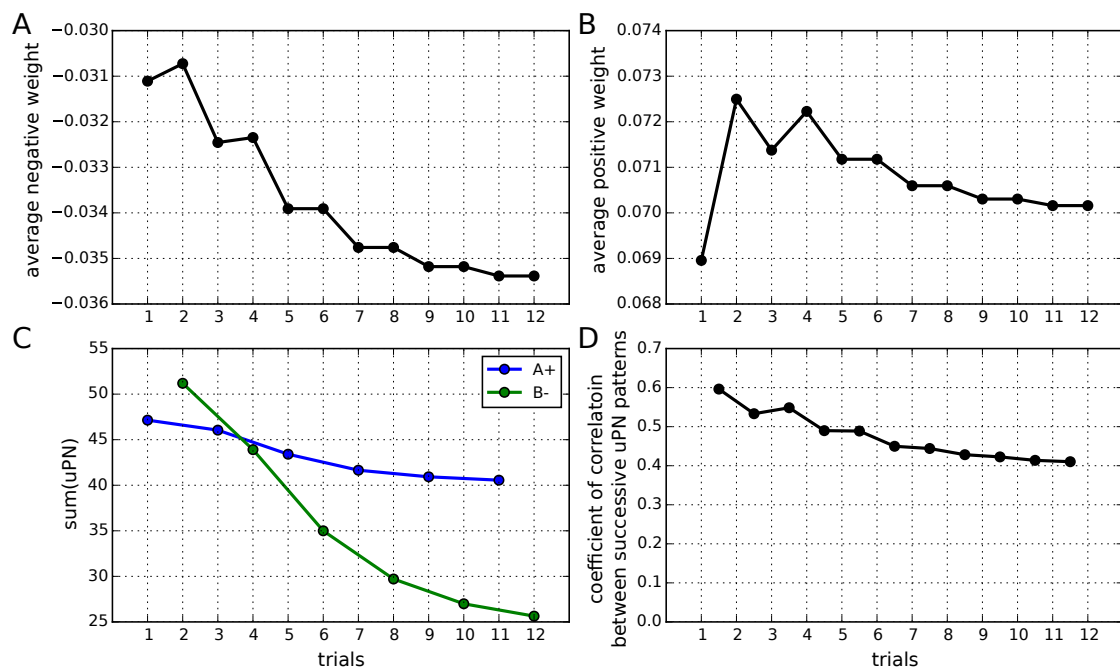 A
−0.030
−0.031
−0.032
−0.033
−0.034
−0.035
−0.036
average negative weight
1 2 3 4 5 6 7 8 9 10 11 12
B
0.074
0.073
0.072
0.071
0.070
0.069
0.068
average positive weight
1 2 3 4 5 6 7 8 9 10 11 12
C
55
50
45
40
35
30
25
sum(uPN)
A+
B-
1 2 3 4 5 6 7 8 9 10 11 12
trials
D
0.7
0.6
0.5
0.4
0.3
0.2
0.1
0.0
coefficient of correlatoin
between successive uPN patterns
1 2 3 4 5 6 7 8 9 10 11 12
trials